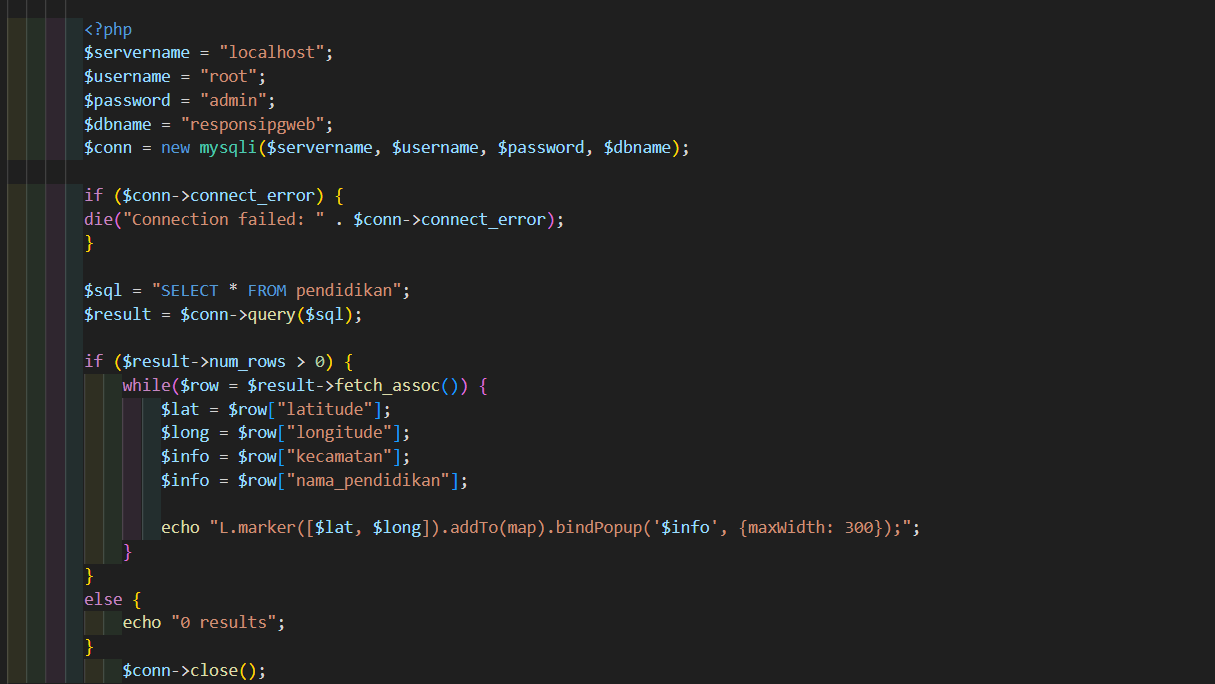 <?php
$servername = "localhost";
$username = "root";
$password = "admin";
$dbname = "responsipgweb";
$conn = new mysqli($servername, $username, $password, $dbname);
if ($conn->connect_error) {
die("Connection failed: " . $conn->connect_error);
}
$sql = "SELECT * FROM pendidikan";
$result = $conn->query($sql);
if ($result->num_rows > 0) {
while($row = $result->fetch_assoc()) {
$lat = $row["latitude"];
$long = $row["longitude"];
$info = $row["kecamatan"];
$info = $row["nama_pendidikan"];
echo "L.marker([$lat, $long]).addTo(map).bindPopup('$info', {maxWidth: 300});";
}
}
else {
echo "0 results";
}
$conn->close();